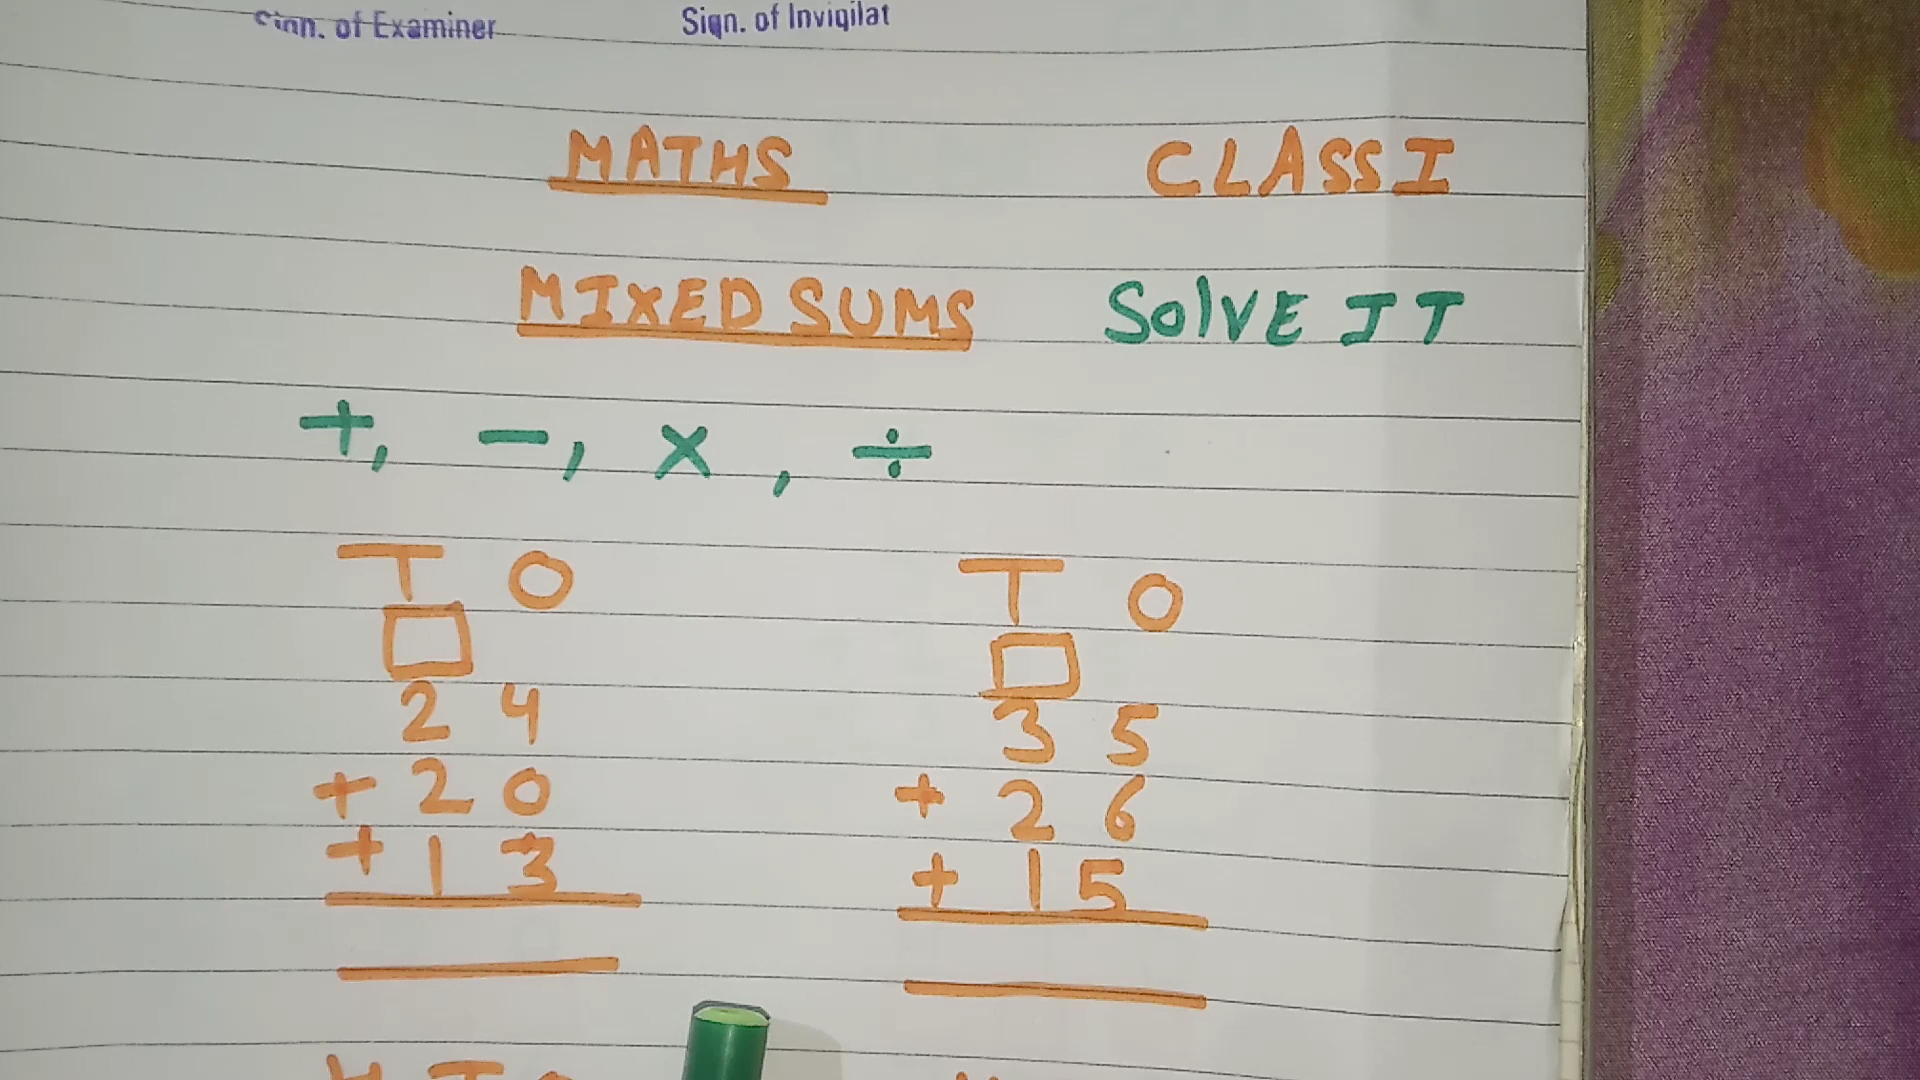 Sign. of Examiner Sign. of Invigilat
MATHS CLASS I
MIXED SUMS SOlVE IT
+, -, x, ÷
T O T O
2 4 3 5
+ 2 0 + 2 6
+ 1 3 + 1 5